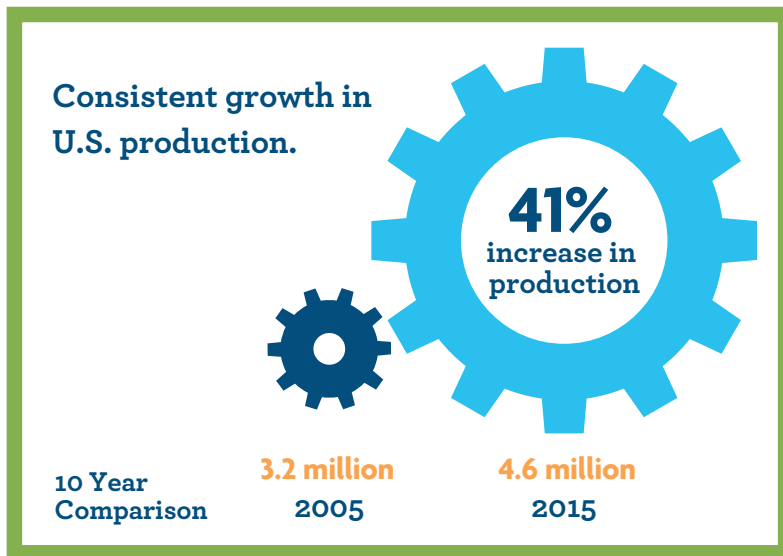 Consistent growth in
U.S. production.
41%
increase in
production
10 Year
Comparison
3.2 million
2005
4.6 million
2015